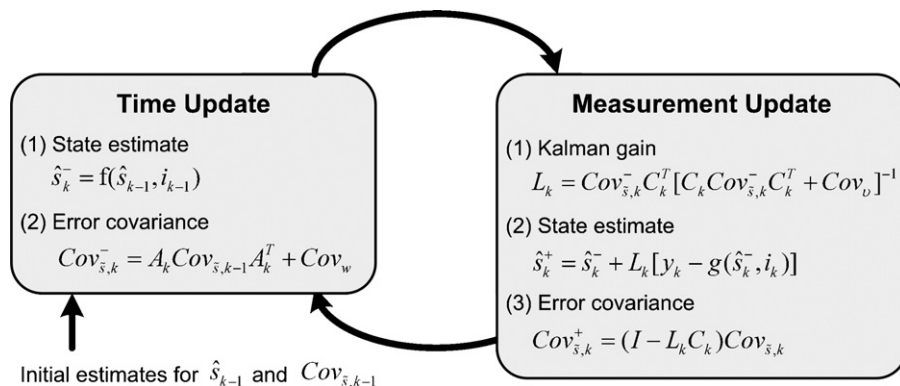 Time Update
(1) State estimate
ŝ_k^- = f(ŝ_{k-1}, i_{k-1})
(2) Error covariance
Cov_{s̃,k}^- = A_k Cov_{s̃,k-1} A_k^T + Cov_w
Initial estimates for ŝ_{k-1} and Cov_{s̃,k-1}
Measurement Update
(1) Kalman gain
L_k = Cov_{s̃,k}^- C_k^T [C_k Cov_{s̃,k}^- C_k^T + Cov_υ]^{-1}
(2) State estimate
ŝ_k^+ = ŝ_k^- + L_k[y_k − g(ŝ_k^-, i_k)]
(3) Error covariance
Cov_{s̃,k}^+ = (I − L_k C_k)Cov_{s̃,k}